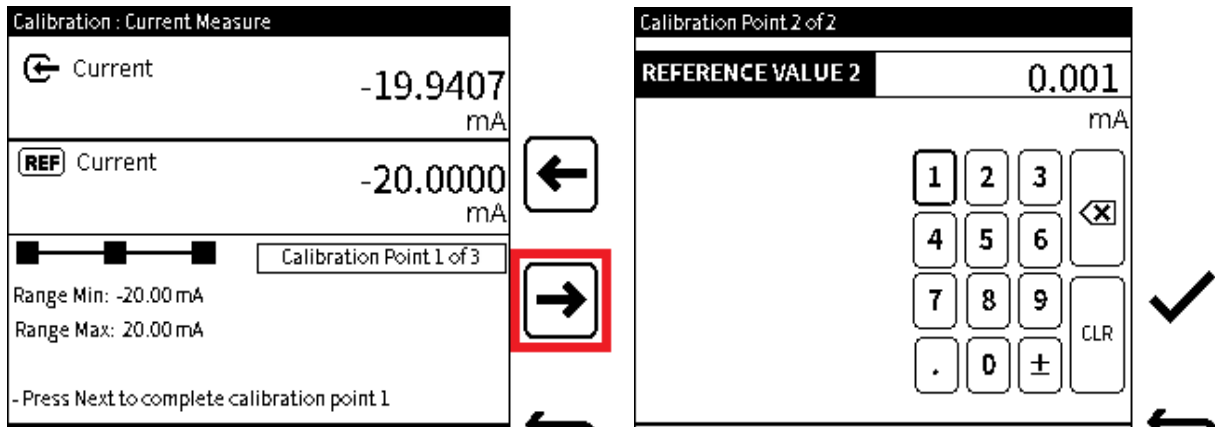 Calibration : Current Measure
Current
-19.9407
mA
REF Current
-20.0000
mA
Calibration Point 1 of 3
Range Min: -20.00 mA
Range Max: 20.00 mA
- Press Next to complete calibration point 1
Calibration Point 2 of 2
REFERENCE VALUE 2 0.001
mA
1 2 3
4 5 6
7 8 9
CLR
. 0 ±